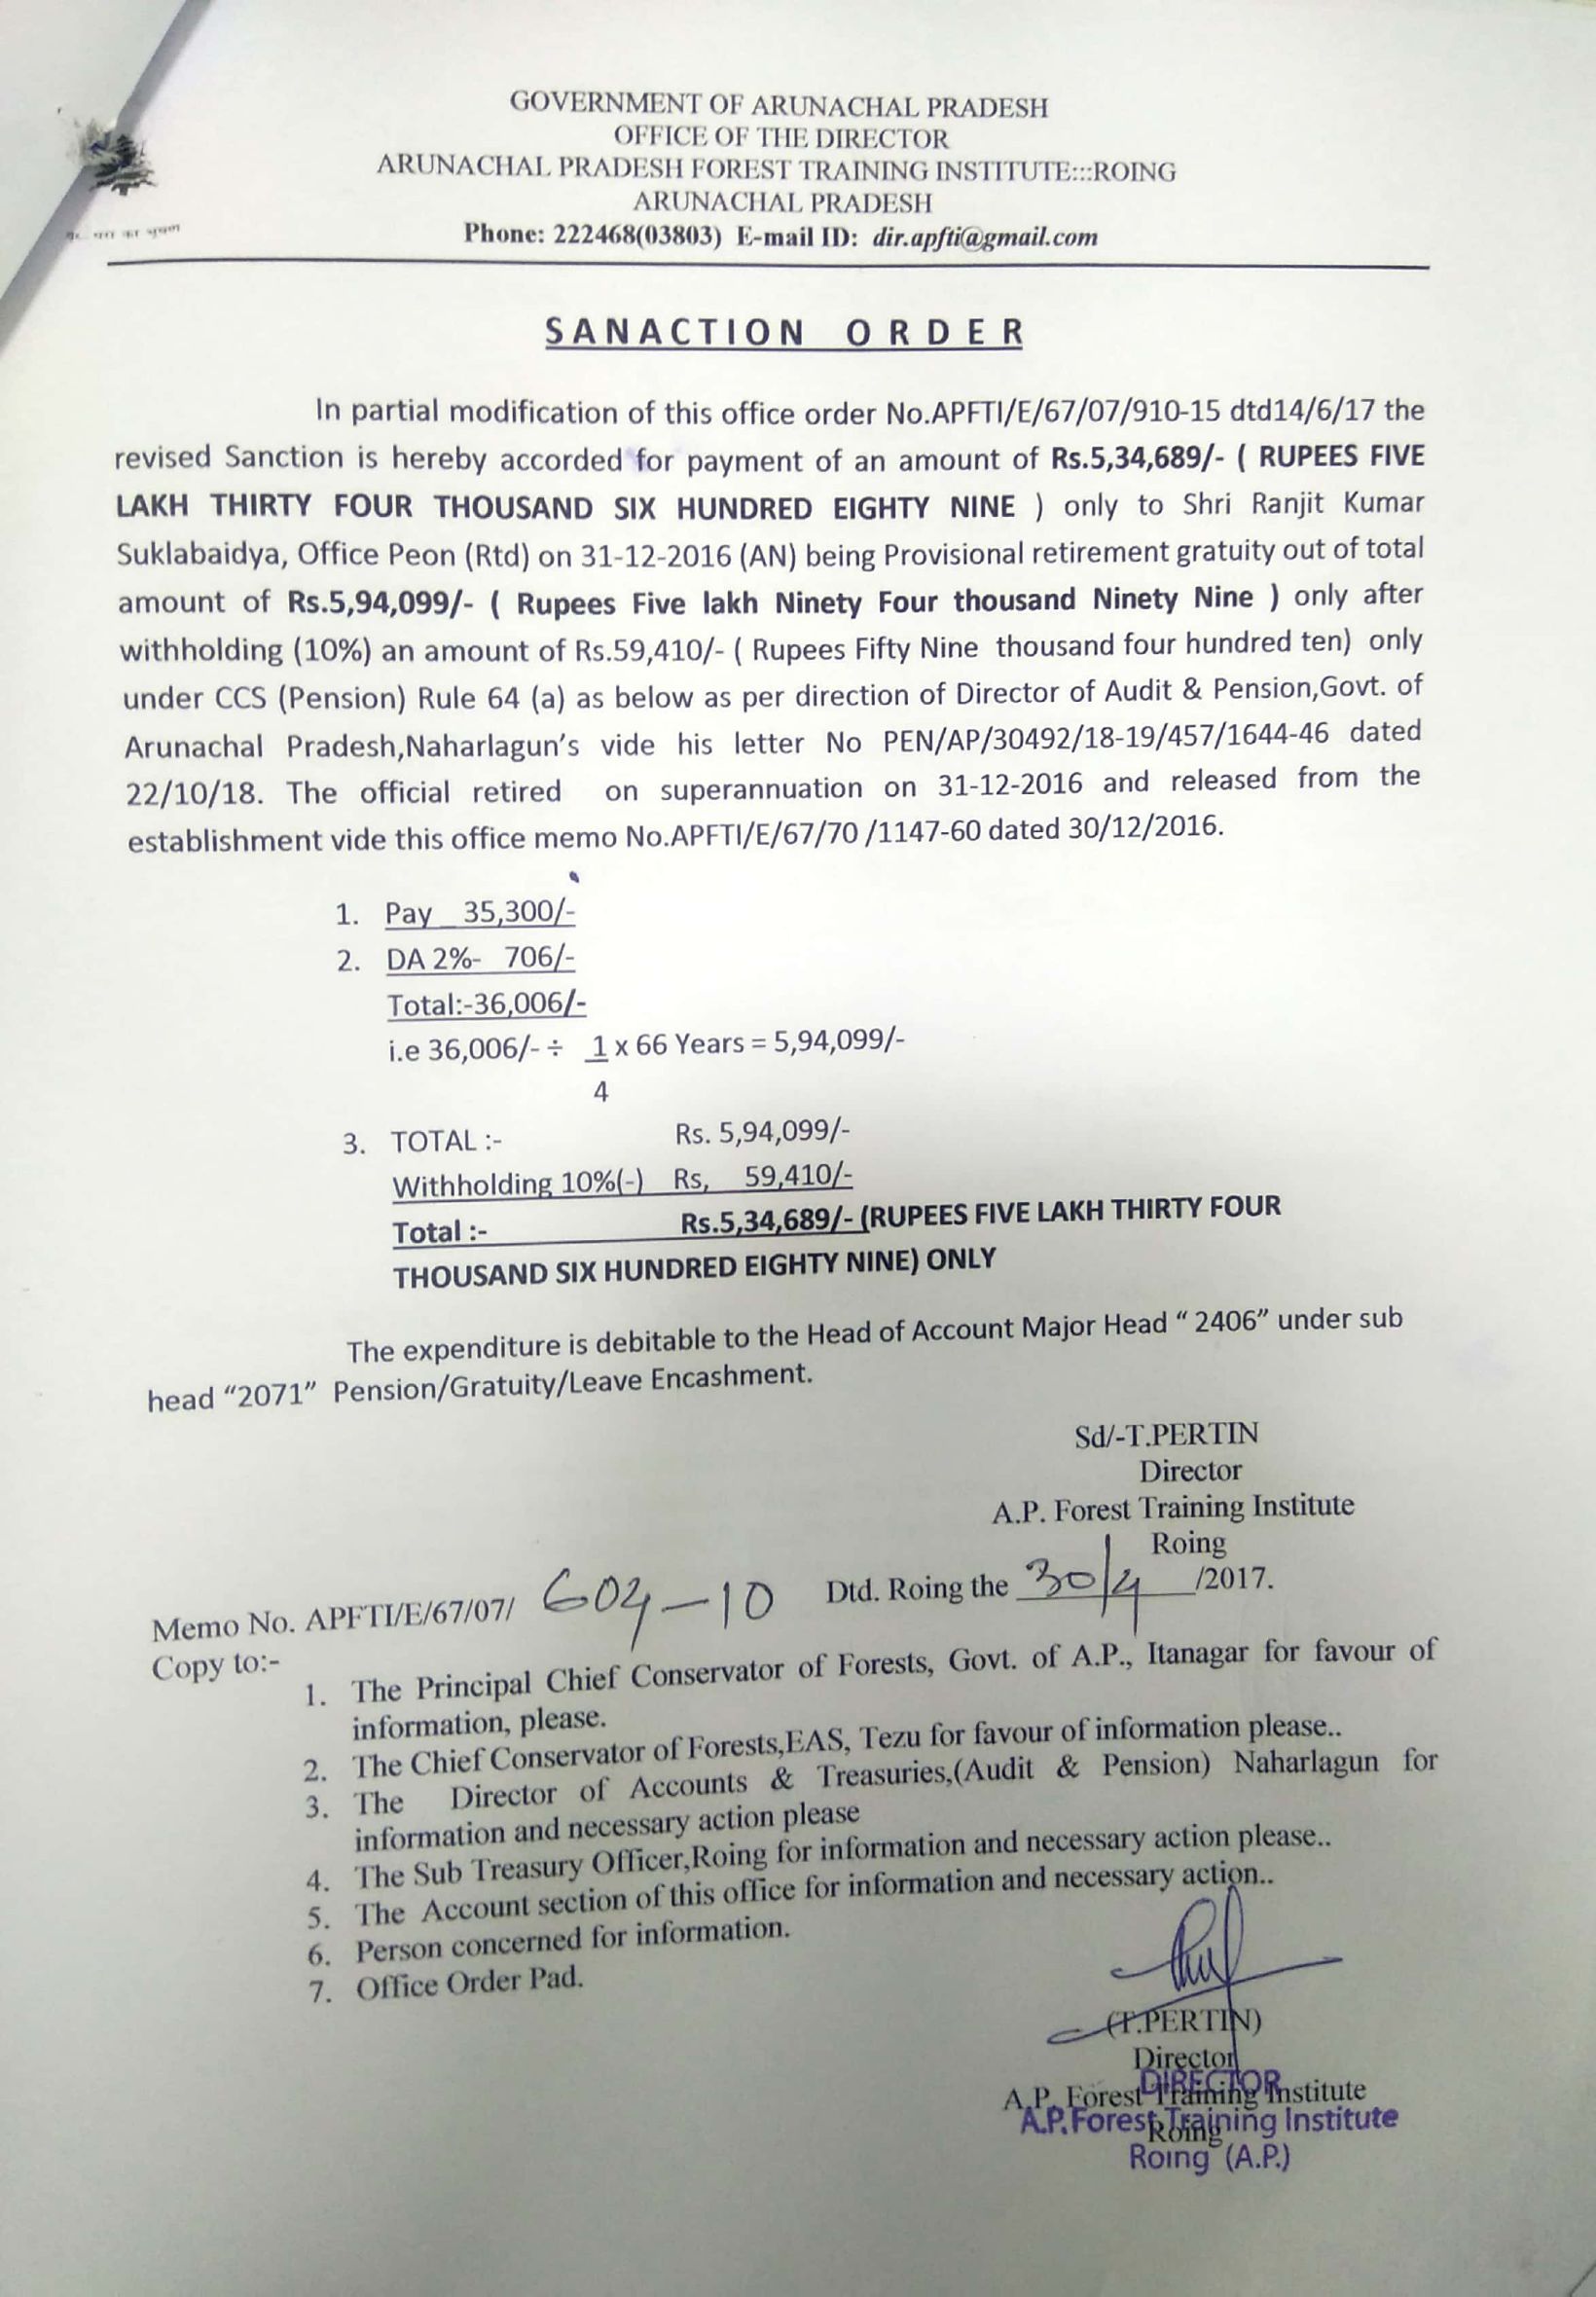 GOVERNMENT OF ARUNACHAL PRADESH
OFFICE OF THE DIRECTOR
ARUNACHAL PRADESH FOREST TRAINING INSTITUTE:::ROING
ARUNACHAL PRADESH
Phone: 222468(03803) E-mail ID: dir.apfti@gmail.com
SANACTION ORDER
In partial modification of this office order No.APFTI/E/67/07/910-15 dtd14/6/17 the
revised Sanction is hereby accorded for payment of an amount of Rs.5,34,689/- ( RUPEES FIVE
LAKH THIRTY FOUR THOUSAND SIX HUNDRED EIGHTY NINE ) only to Shri Ranjit Kumar
Suklabaidya, Office Peon (Rtd) on 31-12-2016 (AN) being Provisional retirement gratuity out of total
amount of Rs.5,94,099/- ( Rupees Five lakh Ninety Four thousand Ninety Nine ) only after
withholding (10%) an amount of Rs.59,410/- ( Rupees Fifty Nine thousand four hundred ten) only
under CCS (Pension) Rule 64 (a) as below as per direction of Director of Audit & Pension,Govt. of
Arunachal Pradesh,Naharlagun's vide his letter No PEN/AP/30492/18-19/457/1644-46 dated
22/10/18. The official retired on superannuation on 31-12-2016 and released from the
establishment vide this office memo No.APFTI/E/67/70 /1147-60 dated 30/12/2016.
1. Pay 35,300/-
2. DA 2%- 706/-
Total:-36,006/-
i.e 36,006/- ÷ 1 x 66 Years = 5,94,099/-
4
3. TOTAL :- Rs. 5,94,099/-
Withholding 10%(-) Rs, 59,410/-
Total :- Rs.5,34,689/- (RUPEES FIVE LAKH THIRTY FOUR
THOUSAND SIX HUNDRED EIGHTY NINE) ONLY
The expenditure is debitable to the Head of Account Major Head " 2406" under sub
head "2071" Pension/Gratuity/Leave Encashment.
Sd/-T.PERTIN
Director
A.P. Forest Training Institute
Roing
Memo No. APFTI/E/67/07/ 604-10 Dtd. Roing the 30/4 /2017.
Copy to:-
1. The Principal Chief Conservator of Forests, Govt. of A.P., Itanagar for favour of
information, please.
2. The Chief Conservator of Forests,EAS, Tezu for favour of information please..
3. The Director of Accounts & Treasuries,(Audit & Pension) Naharlagun for
information and necessary action please
4. The Sub Treasury Officer,Roing for information and necessary action please..
5. The Account section of this office for information and necessary action..
6. Person concerned for information.
7. Office Order Pad.
(T.PERTIN)
Director
DIRECTOR
A.P. Forest Training Institute
A.P. Forest Training Institute
Roing
Roing (A.P.)